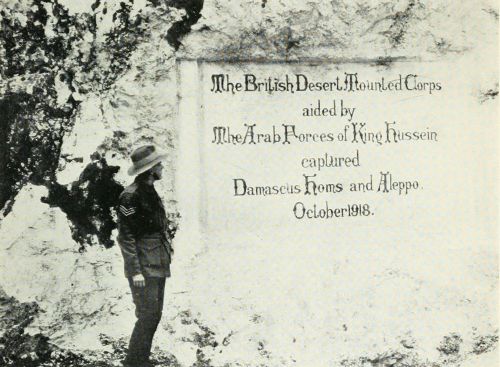 The British Desert Mounted Corps
aided by
The Arab Forces of King Hussein
captured
Damascus Homs and Aleppo.
October 1918.